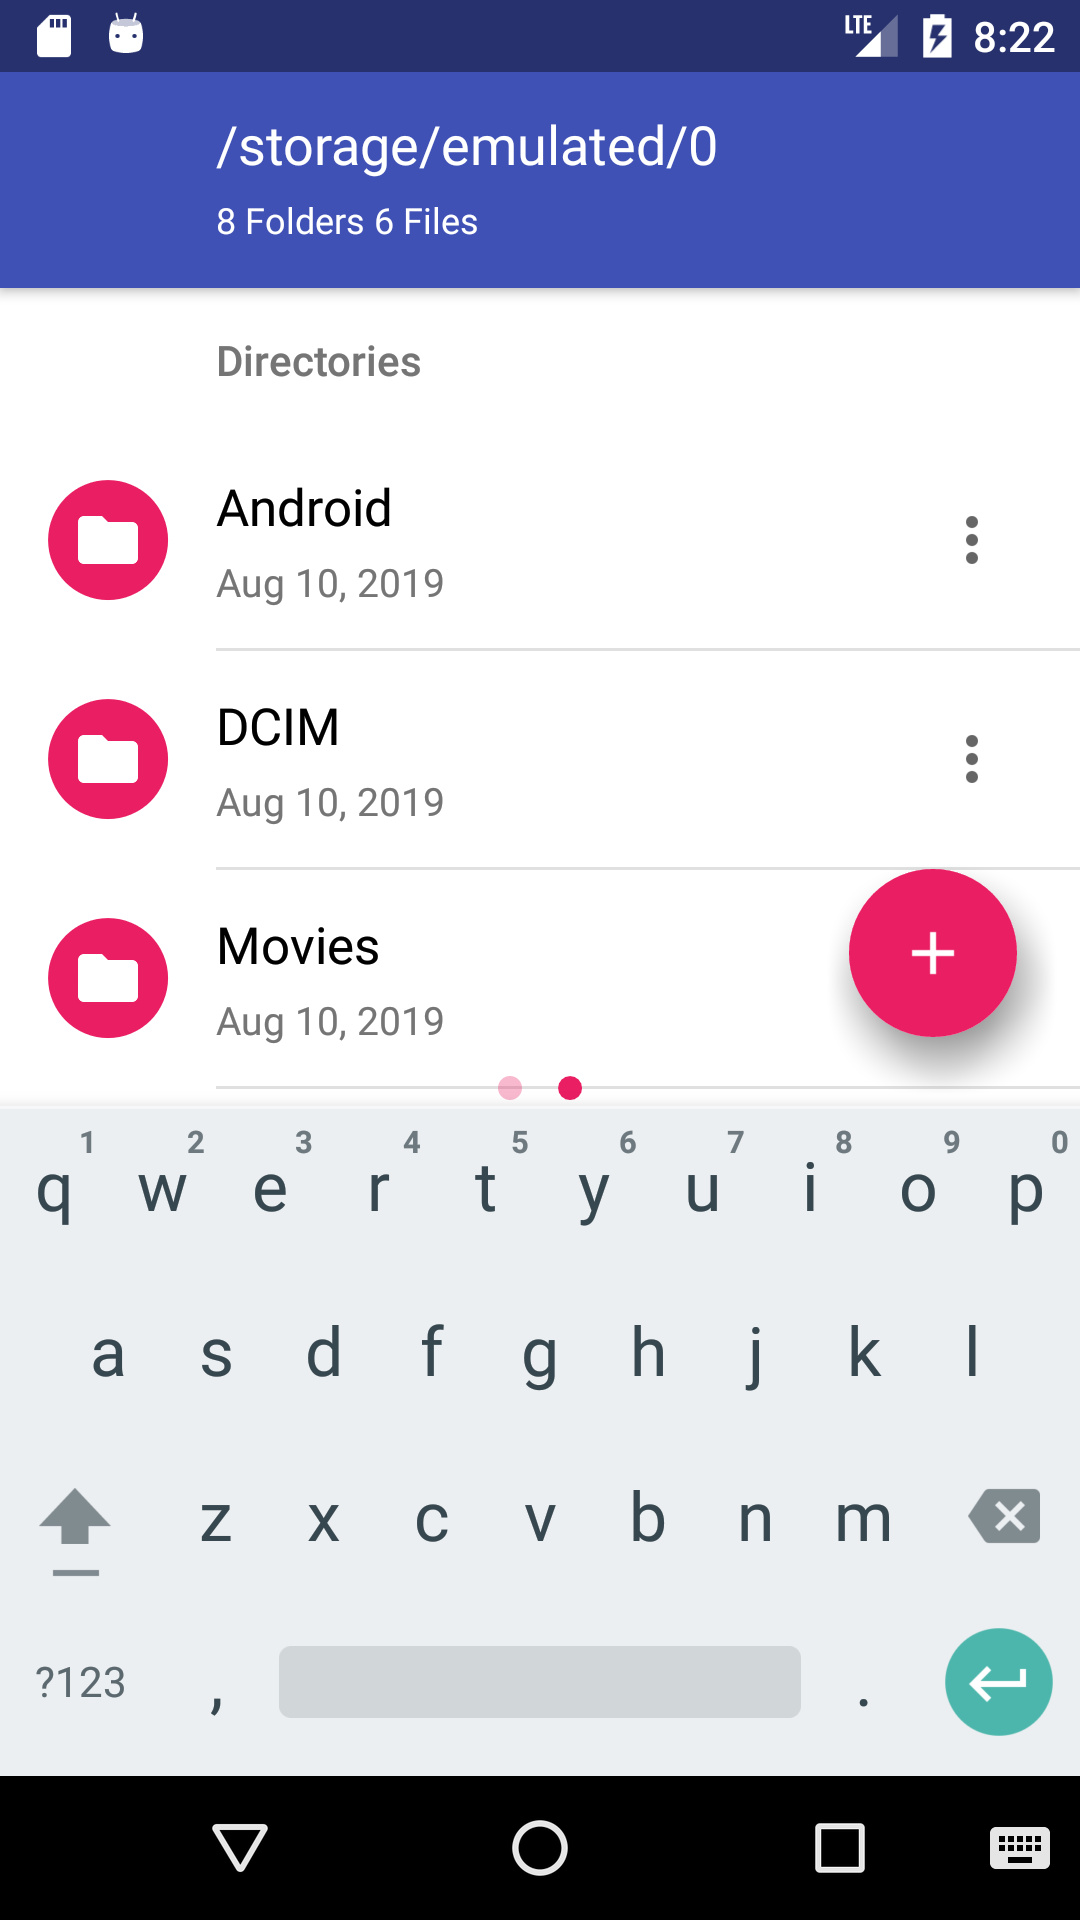 LTE 8:22
/storage/emulated/0
8 Folders 6 Files
Directories
Android
Aug 10, 2019
DCIM
Aug 10, 2019
Movies
Aug 10, 2019
1 2 3 4 5 6 7 8 9 0
q w e r t y u i o p
a s d f g h j k l
z x c v b n m
?123 , .